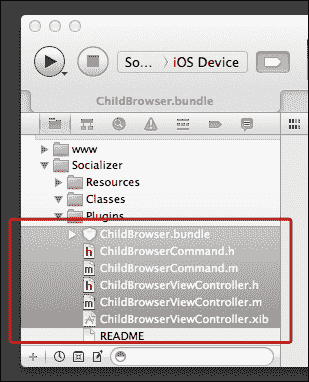 So... iOS Device
ChildBrowser.bundle
www
Socializer
Resources
Classes
Plugins
ChildBrowser.bundle
h ChildBrowserCommand.h
m ChildBrowserCommand.m
h ChildBrowserViewController.h
m ChildBrowserViewController.m
ChildBrowserViewController.xib
README